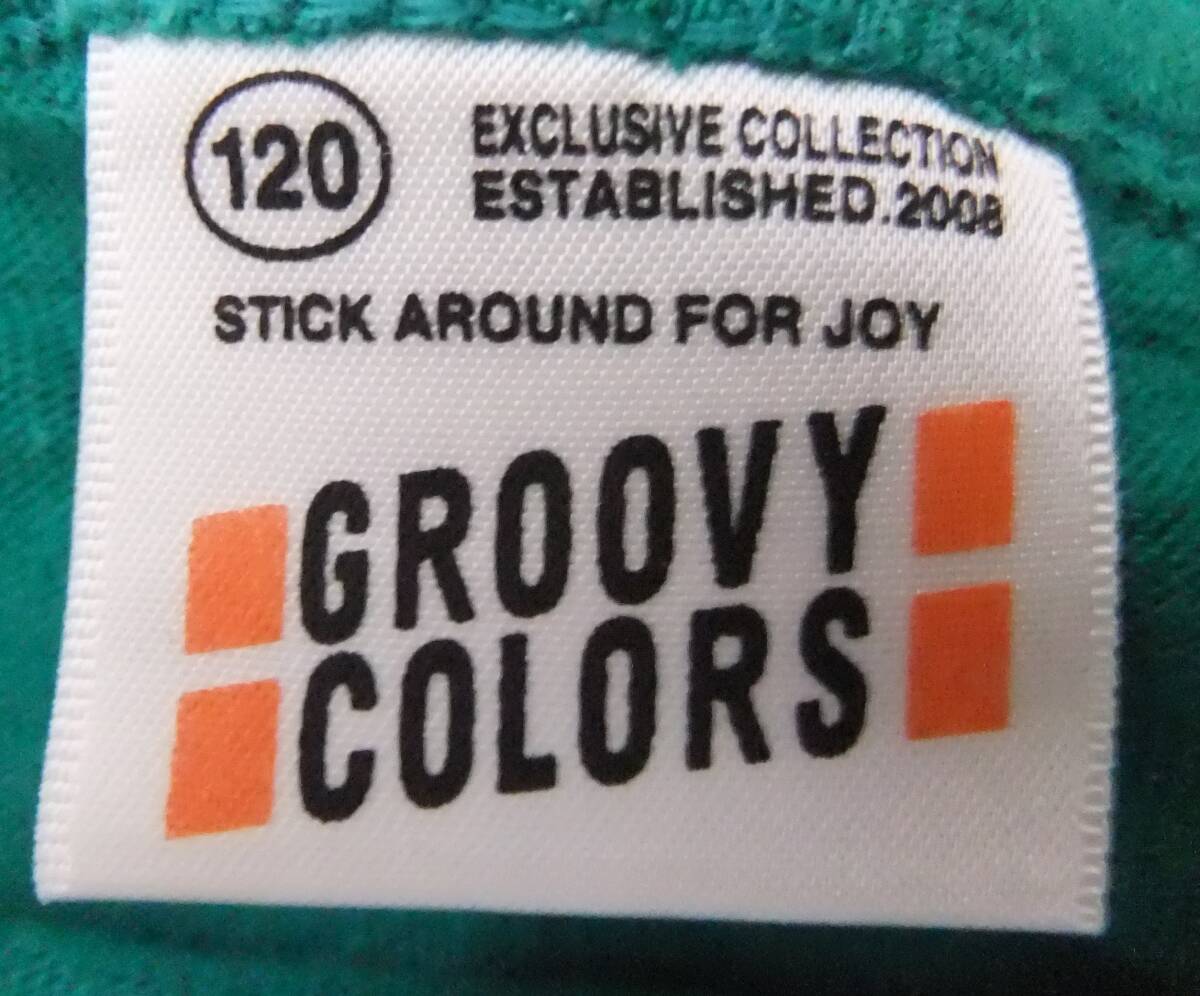 120
EXCLUSIVE COLLECTION
ESTABLISHED.2008
STICK AROUND FOR JOY
GROOVY
COLORS